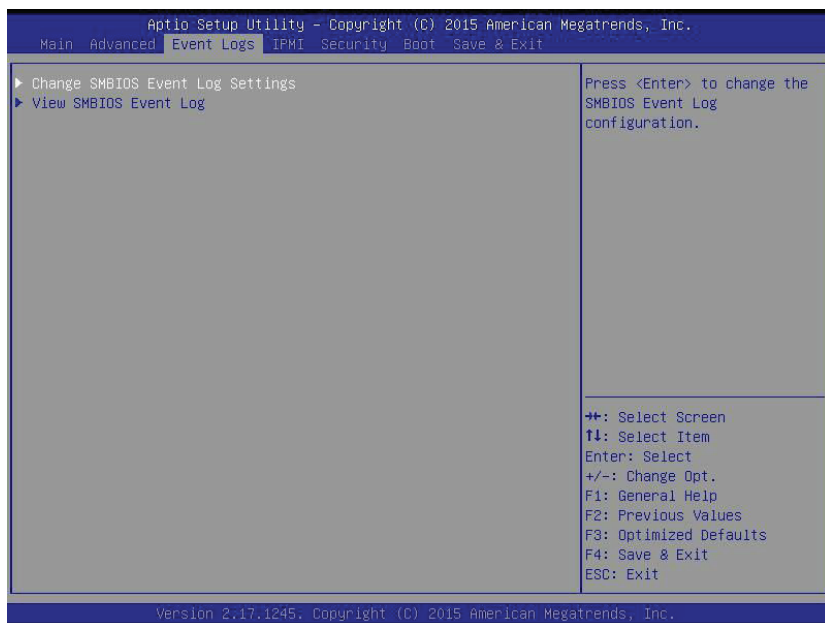 Aptio Setup Utility – Copyright (C) 2015 American Megatrends, Inc.
Main Advanced Event Logs IPMI Security Boot Save & Exit
▶ Change SMBIOS Event Log Settings
▶ View SMBIOS Event Log
Press <Enter> to change the
SMBIOS Event Log
configuration.
→←: Select Screen
↑↓: Select Item
Enter: Select
+/-: Change Opt.
F1: General Help
F2: Previous Values
F3: Optimized Defaults
F4: Save & Exit
ESC: Exit
Version 2.17.1245. Copyright (C) 2015 American Megatrends, Inc.